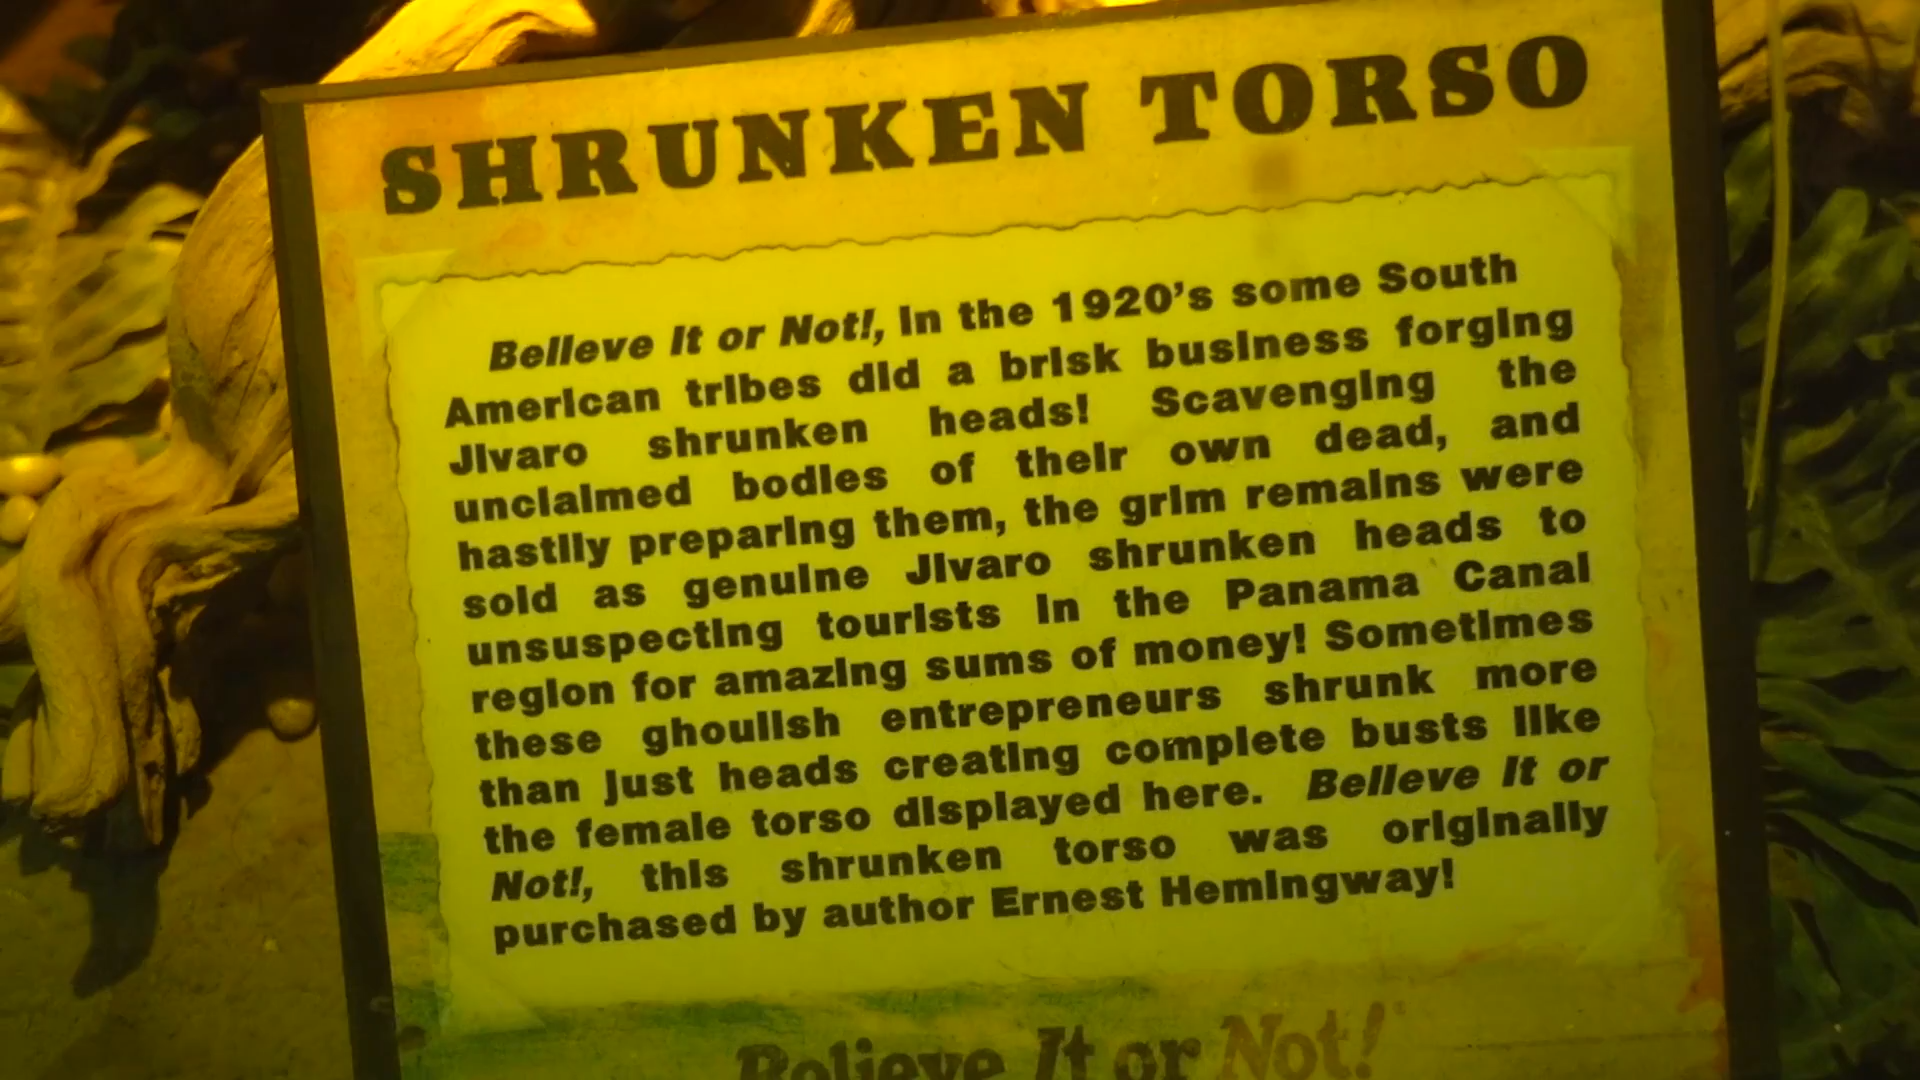 SHRUNKEN TORSO
Believe It or Not!, in the 1920's some South
American tribes did a brisk business forging
Jivaro shrunken heads! Scavenging the
unclaimed bodies of their own dead, and
hastily preparing them, the grim remains were
sold as genuine Jivaro shrunken heads to
unsuspecting tourists in the Panama Canal
region for amazing sums of money! Sometimes
these ghoulish entrepreneurs shrunk more
than just heads creating complete busts like
the female torso displayed here. Believe It or
Not!, this shrunken torso was originally
purchased by author Ernest Hemingway!
Believe It or Not!